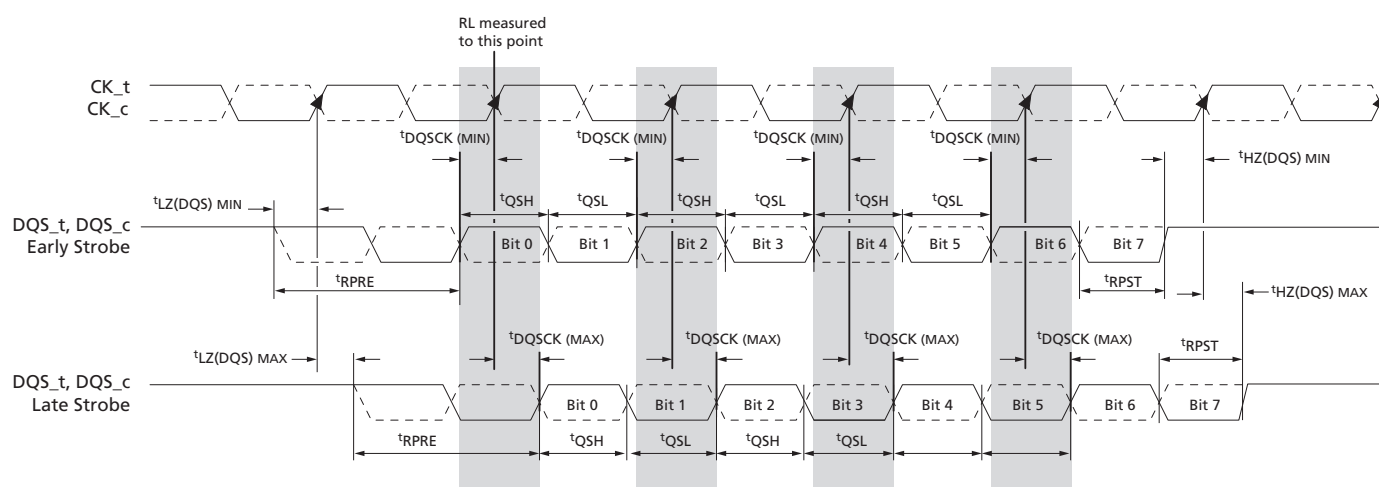 RL measured
to this point
CK_t
CK_c
tDQSCK (MIN) tDQSCK (MIN) tDQSCK (MIN) tDQSCK (MIN)
tHZ(DQS) MIN
tLZ(DQS) MIN
tQSH tQSL tQSH tQSL tQSH tQSL
DQS_t, DQS_c
Early Strobe
Bit 0 Bit 1 Bit 2 Bit 3 Bit 4 Bit 5 Bit 6 Bit 7
tRPRE
tRPST
tHZ(DQS) MAX
tDQSCK (MAX) tDQSCK (MAX) tDQSCK (MAX) tDQSCK (MAX)
tLZ(DQS) MAX
tRPST
DQS_t, DQS_c
Late Strobe
Bit 0 Bit 1 Bit 2 Bit 3 Bit 4 Bit 5 Bit 6 Bit 7
tRPRE
tQSH tQSL tQSH tQSL